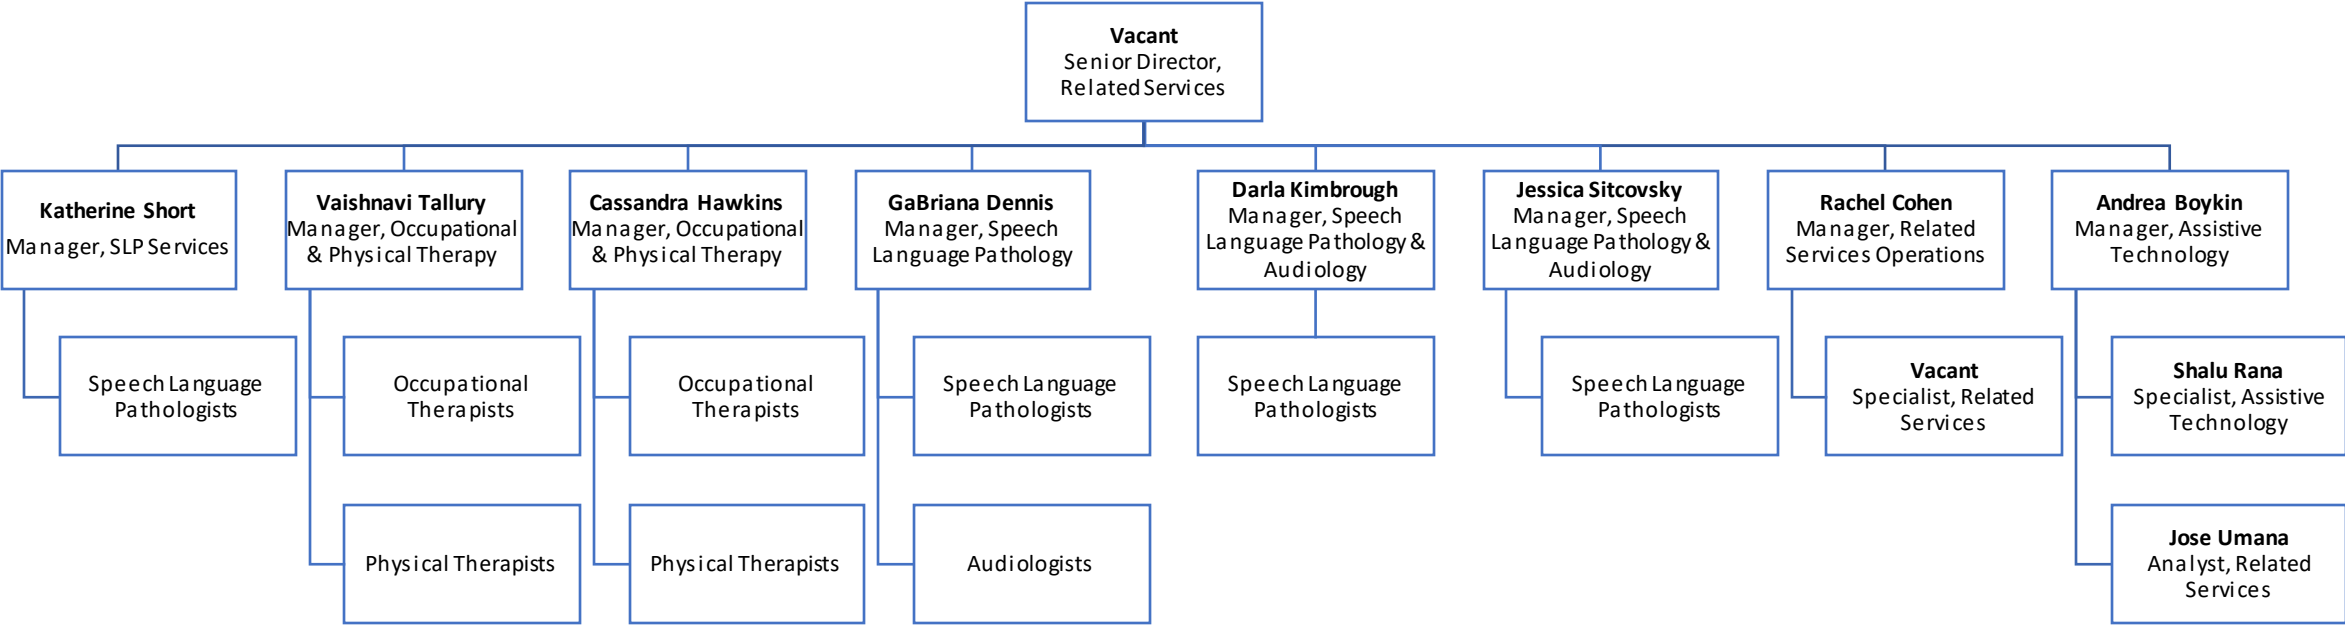 Vacant
Senior Director,
Related Services
Katherine Short
Manager, SLP Services
Vaishnavi Tallury
Manager, Occupational
& Physical Therapy
Cassandra Hawkins
Manager, Occupational
& Physical Therapy
GaBriana Dennis
Manager, Speech
Language Pathology
Darla Kimbrough
Manager, Speech
Language Pathology &
Audiology
Jessica Sitcovsky
Manager, Speech
Language Pathology &
Audiology
Rachel Cohen
Manager, Related
Services Operations
Andrea Boykin
Manager, Assistive
Technology
Speech Language
Pathologists
Occupational
Therapists
Occupational
Therapists
Speech Language
Pathologists
Speech Language
Pathologists
Speech Language
Pathologists
Vacant
Specialist, Related
Services
Shalu Rana
Specialist, Assistive
Technology
Physical Therapists
Physical Therapists
Audiologists
Jose Umana
Analyst, Related
Services